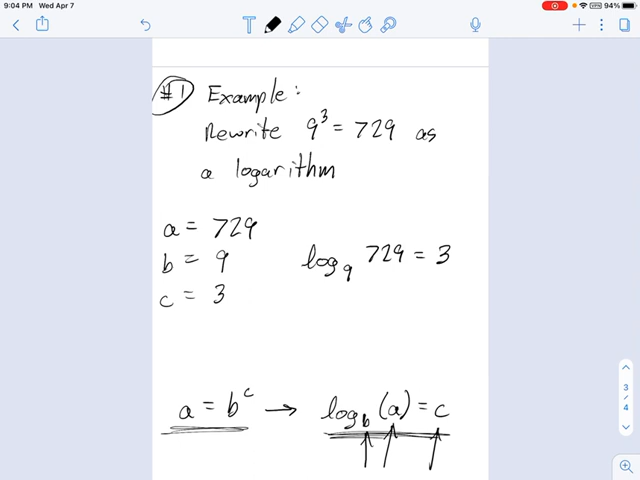 9:04 PM Wed Apr 7
VPN 94%
T
#1 Example:
Rewrite 9³ = 729 as
a logarithm
a = 729
b = 9
c = 3
log₉ 729 = 3
a = bᶜ → log_b (a) = c
3
/
4